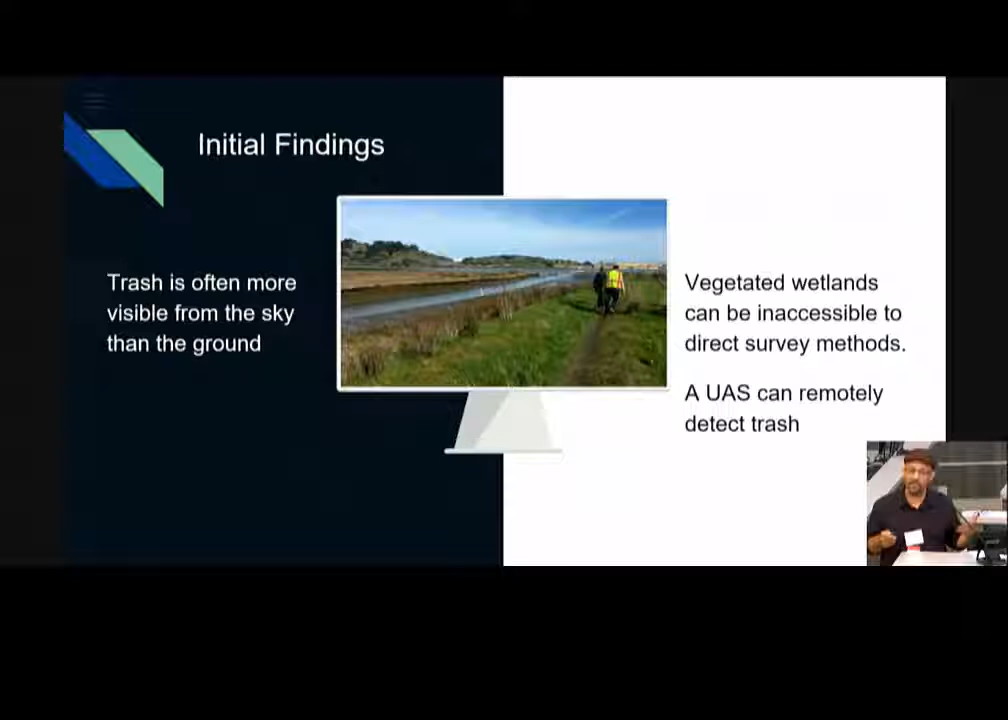 Initial Findings
Trash is often more
visible from the sky
than the ground
Vegetated wetlands
can be inaccessible to
direct survey methods.
A UAS can remotely
detect trash